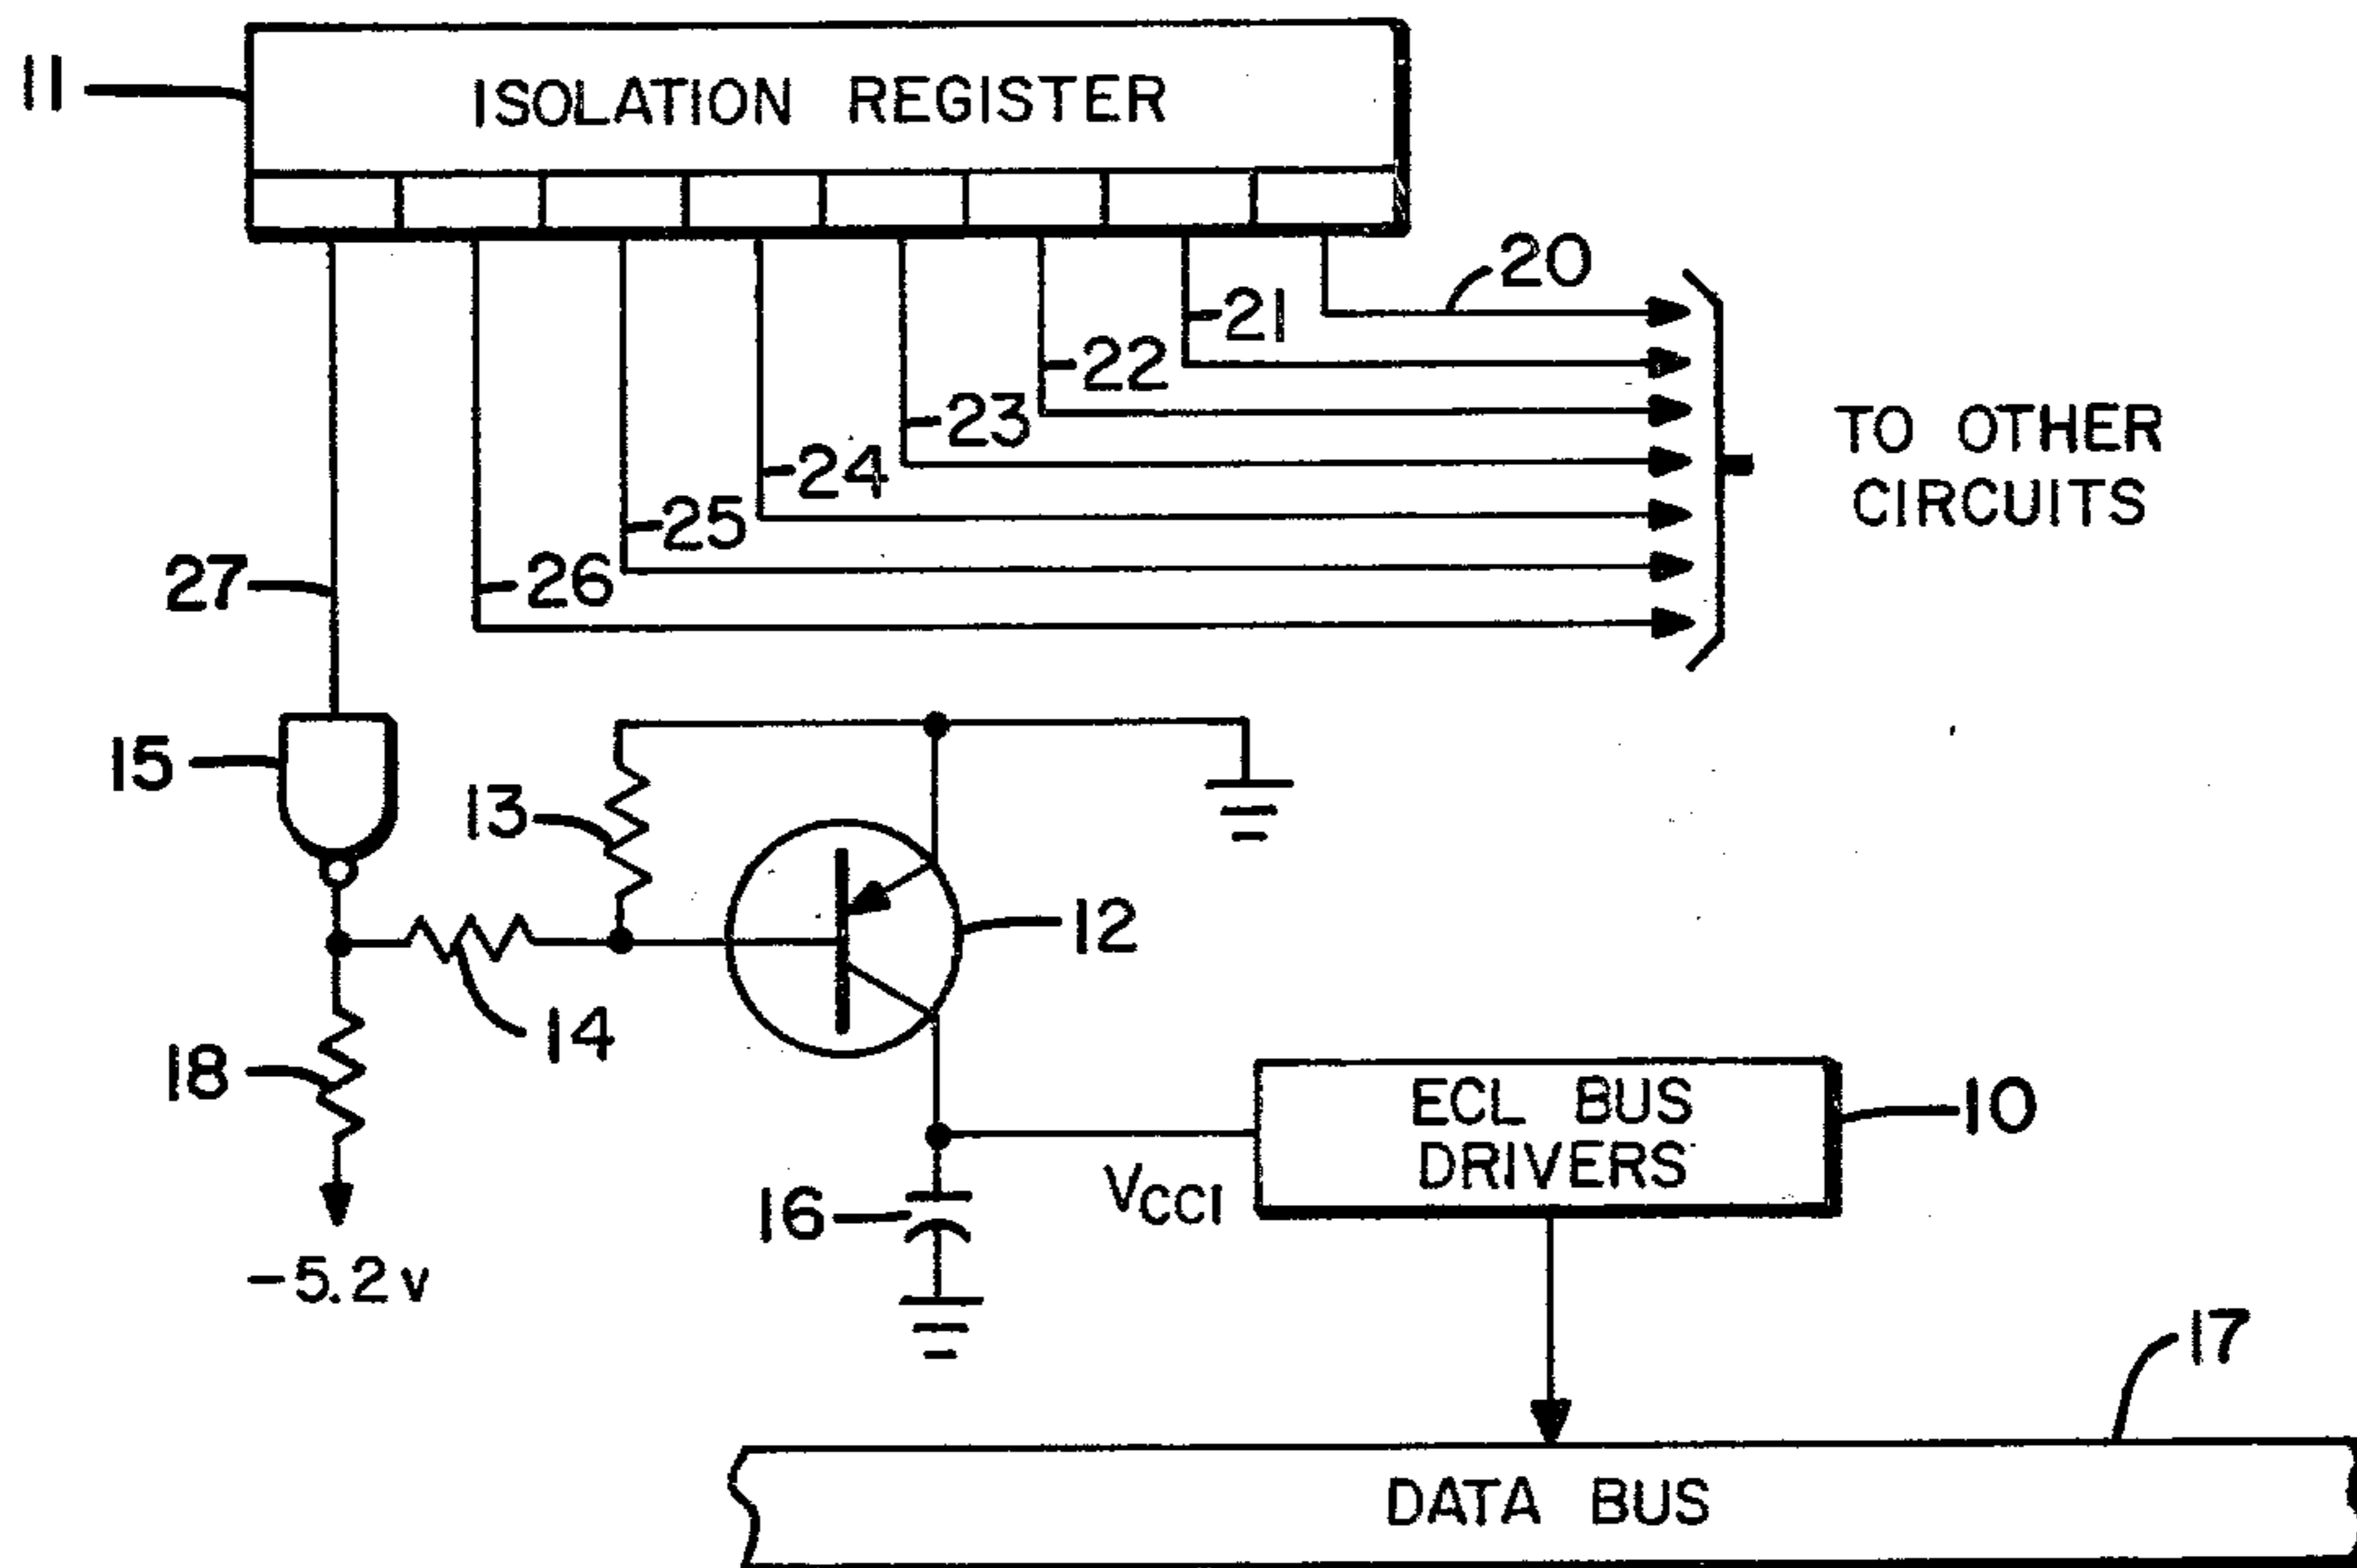 11
ISOLATION REGISTER
20
21
22
23
24
25
26
27
TO OTHER
CIRCUITS
15
13
12
14
18
-5.2v
16
VCC1
ECL BUS
DRIVERS
10
17
DATA BUS